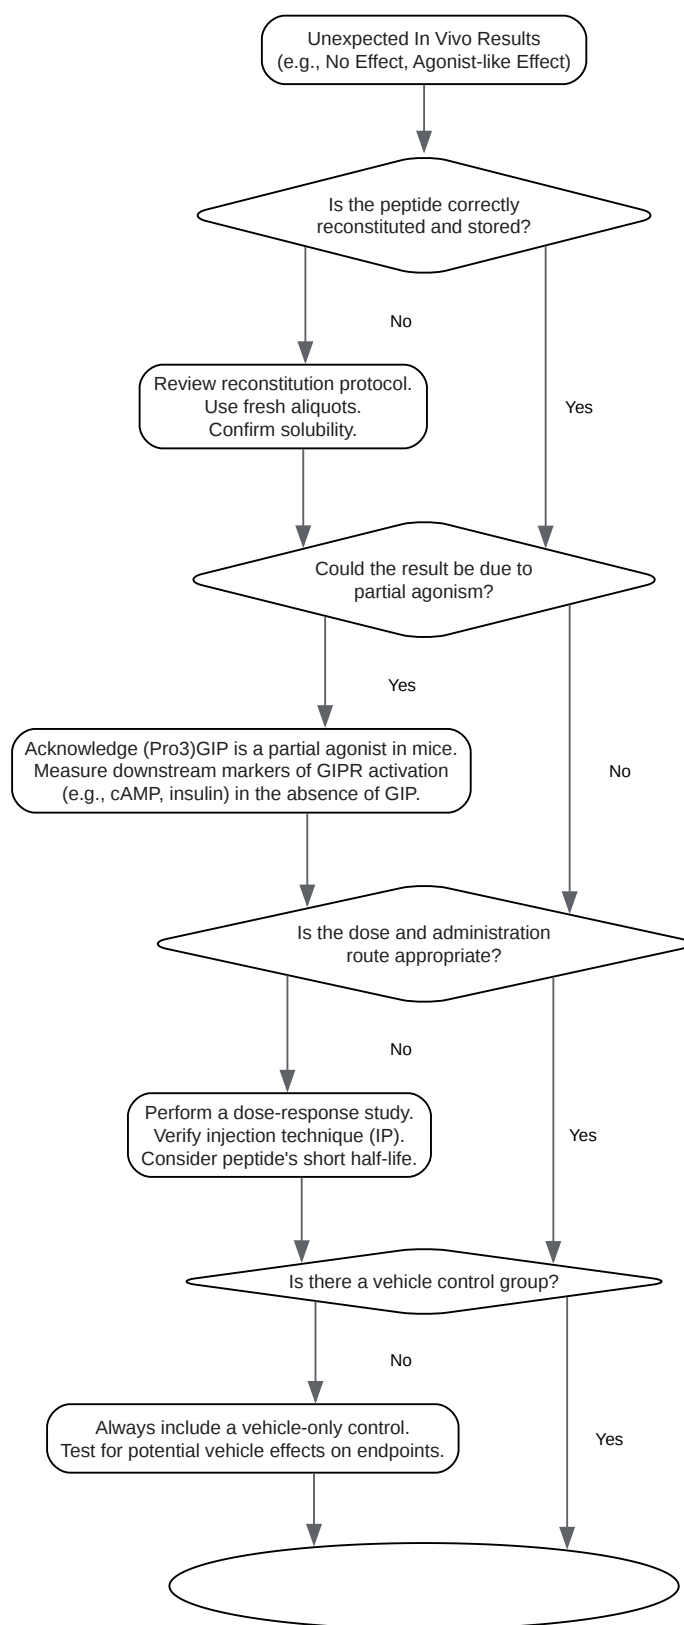 Unexpected In Vivo Results
(e.g., No Effect, Agonist-like Effect)
Is the peptide correctly
reconstituted and stored?
No
Review reconstitution protocol.
Use fresh aliquots.
Confirm solubility.
Yes
Could the result be due to
partial agonism?
Yes
Acknowledge (Pro3)GIP is a partial agonist in mice.
Measure downstream markers of GIPR activation
(e.g., cAMP, insulin) in the absence of GIP.
No
Is the dose and administration
route appropriate?
No
Perform a dose-response study.
Verify injection technique (IP).
Consider peptide's short half-life.
Yes
Is there a vehicle control group?
No
Always include a vehicle-only control.
Test for potential vehicle effects on endpoints.
Yes